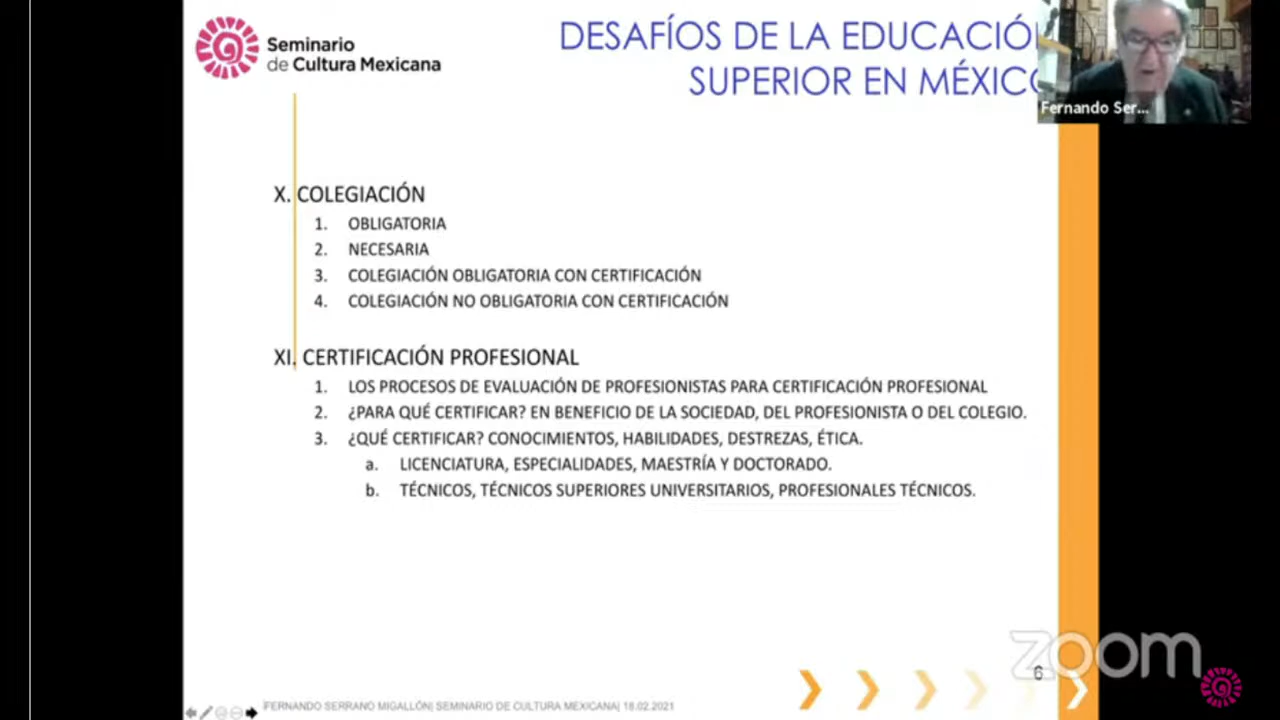 Seminario
de Cultura Mexicana
DESAFÍOS DE LA EDUCACIÓ
SUPERIOR EN MÉXIC
Fernando Ser...
X. COLEGIACIÓN
1. OBLIGATORIA
2. NECESARIA
3. COLEGIACIÓN OBLIGATORIA CON CERTIFICACIÓN
4. COLEGIACIÓN NO OBLIGATORIA CON CERTIFICACIÓN
XI. CERTIFICACIÓN PROFESIONAL
1. LOS PROCESOS DE EVALUACIÓN DE PROFESIONISTAS PARA CERTIFICACIÓN PROFESIONAL
2. ¿PARA QUÉ CERTIFICAR? EN BENEFICIO DE LA SOCIEDAD, DEL PROFESIONISTA O DEL COLEGIO.
3. ¿QUÉ CERTIFICAR? CONOCIMIENTOS, HABILIDADES, DESTREZAS, ÉTICA.
a. LICENCIATURA, ESPECIALIDADES, MAESTRÍA Y DOCTORADO.
b. TÉCNICOS, TÉCNICOS SUPERIORES UNIVERSITARIOS, PROFESIONALES TÉCNICOS.
zoom
6
FERNANDO SERRANO MIGALLÓN| SEMINARIO DE CULTURA MEXICANA| 18.02.2021